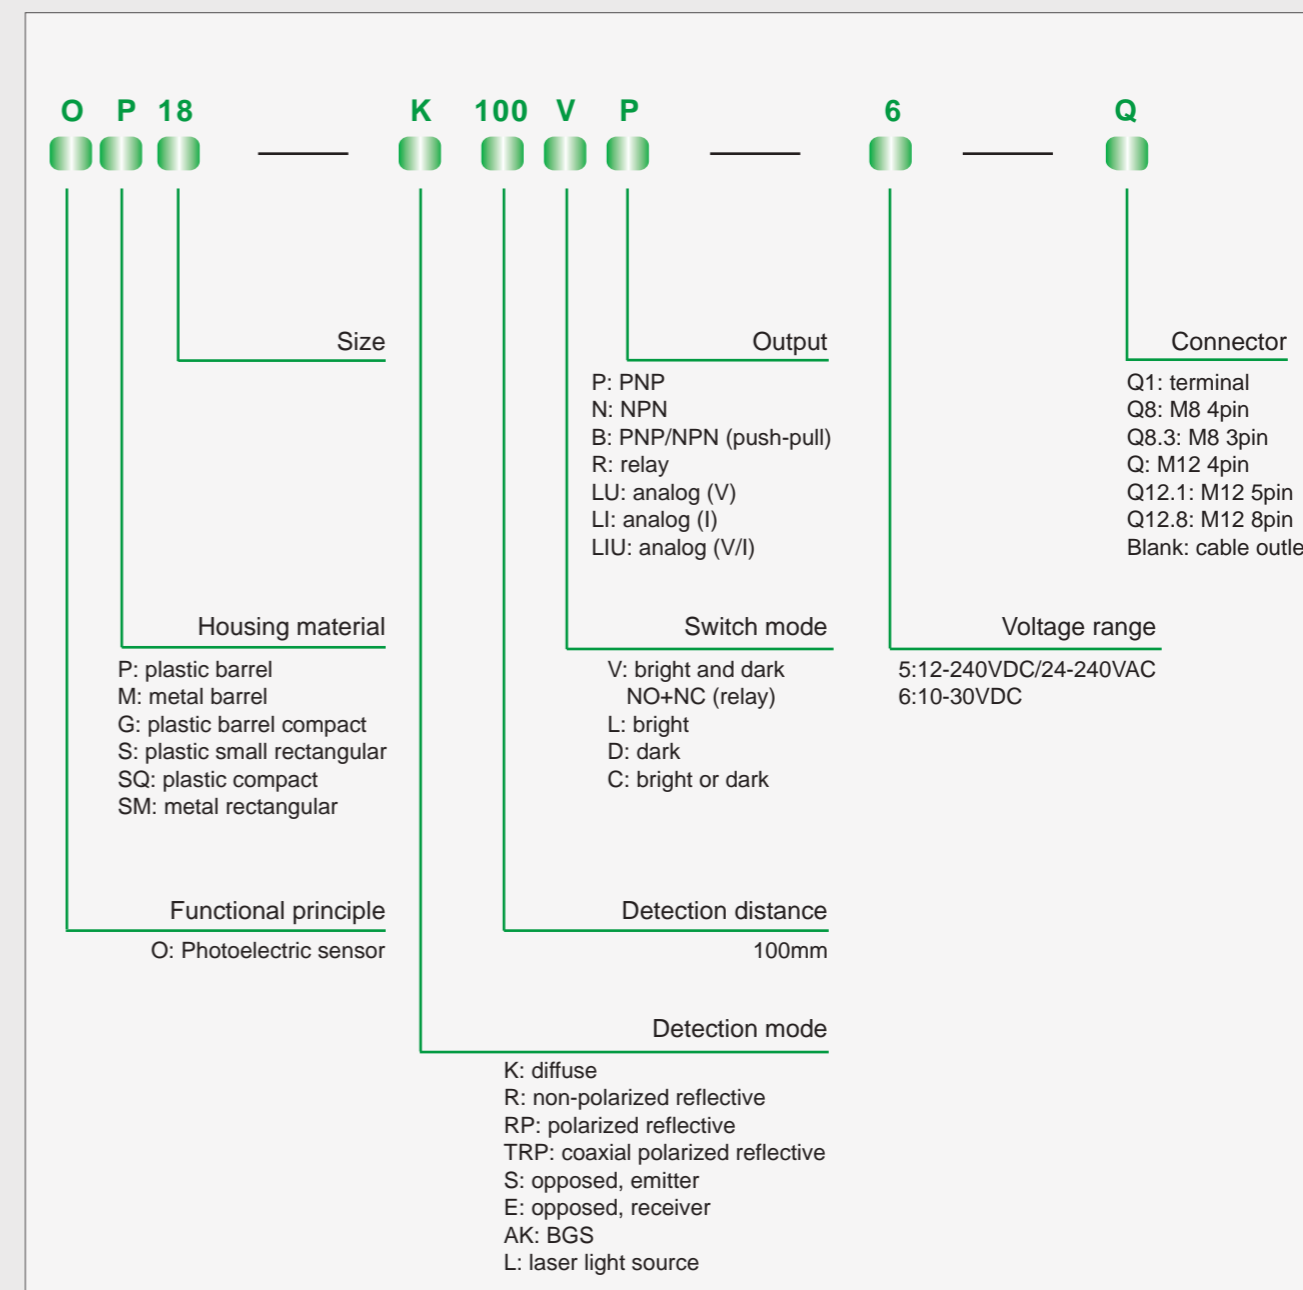 O P 18 K 100 V P 6 Q
Size
Output
P: PNP
N: NPN
B: PNP/NPN (push-pull)
R: relay
LU: analog (V)
LI: analog (I)
LIU: analog (V/I)
Connector
Q1: terminal
Q8: M8 4pin
Q8.3: M8 3pin
Q: M12 4pin
Q12.1: M12 5pin
Q12.8: M12 8pin
Blank: cable outle
Housing material
P: plastic barrel
M: metal barrel
G: plastic barrel compact
S: plastic small rectangular
SQ: plastic compact
SM: metal rectangular
Switch mode
V: bright and dark
NO+NC (relay)
L: bright
D: dark
C: bright or dark
Voltage range
5:12-240VDC/24-240VAC
6:10-30VDC
Functional principle
O: Photoelectric sensor
Detection distance
100mm
Detection mode
K: diffuse
R: non-polarized reflective
RP: polarized reflective
TRP: coaxial polarized reflective
S: opposed, emitter
E: opposed, receiver
AK: BGS
L: laser light source